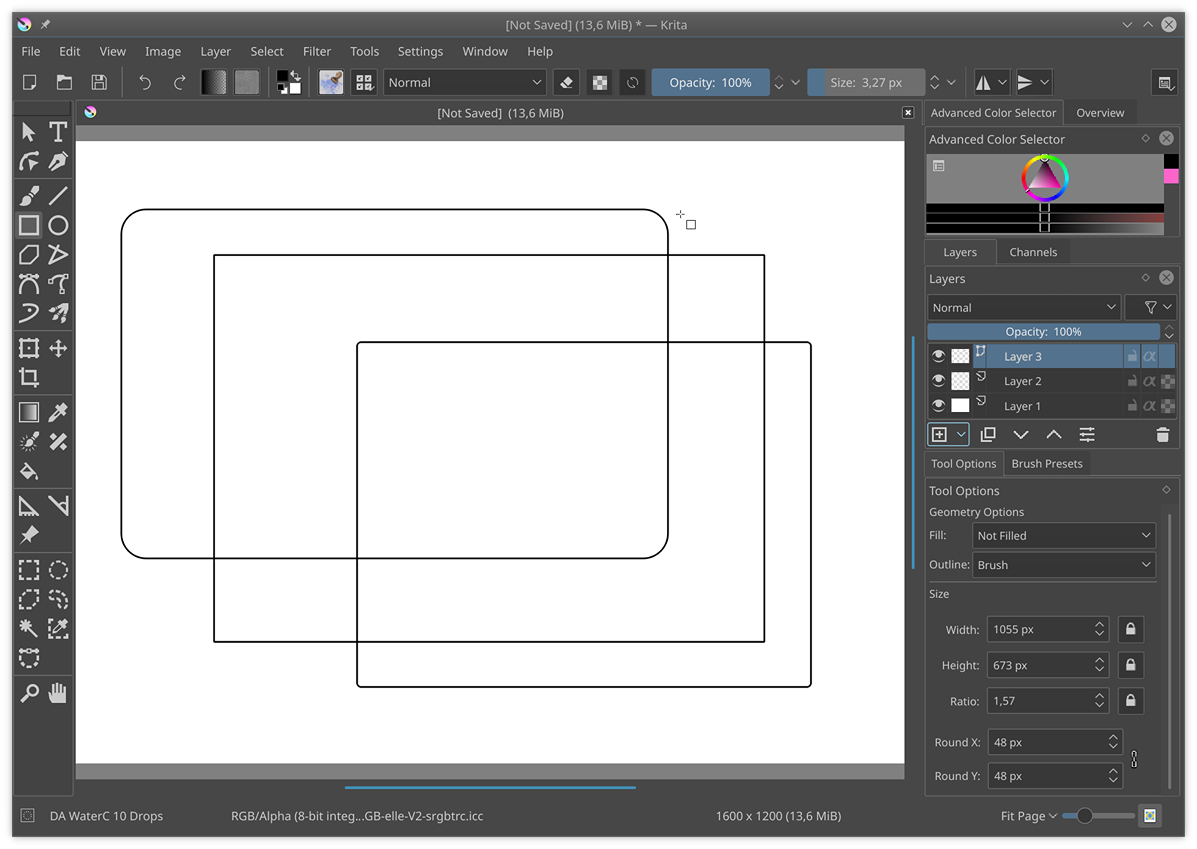 [Not Saved] (13,6 MiB) * — Krita
File Edit View Image Layer Select Filter Tools Settings Window Help
Normal Opacity: 100% Size: 3,27 px
[Not Saved] (13,6 MiB)
Advanced Color Selector Overview
Advanced Color Selector
Layers Channels
Layers
Normal
Opacity: 100%
Layer 3
Layer 2
Layer 1
Tool Options Brush Presets
Tool Options
Geometry Options
Fill: Not Filled
Outline: Brush
Size
Width: 1055 px
Height: 673 px
Ratio: 1,57
Round X: 48 px
Round Y: 48 px
DA WaterC 10 Drops RGB/Alpha (8-bit integ...GB-elle-V2-srgbtrc.icc 1600 x 1200 (13,6 MiB) Fit Page